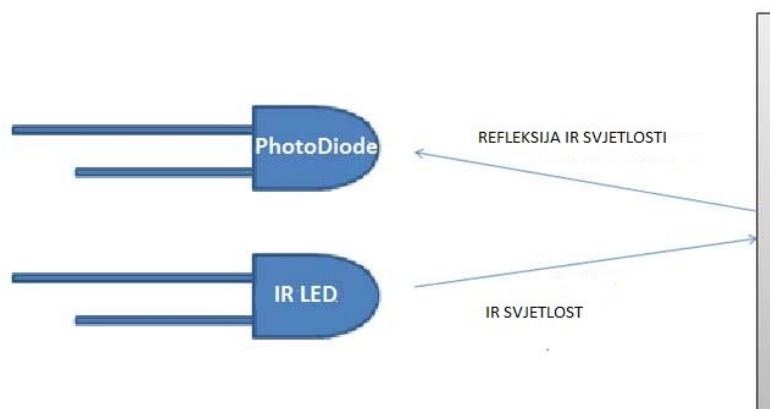 PhotoDiode
REFLEKSIJA IR SVJETLOSTI
IR LED
IR SVJETLOST